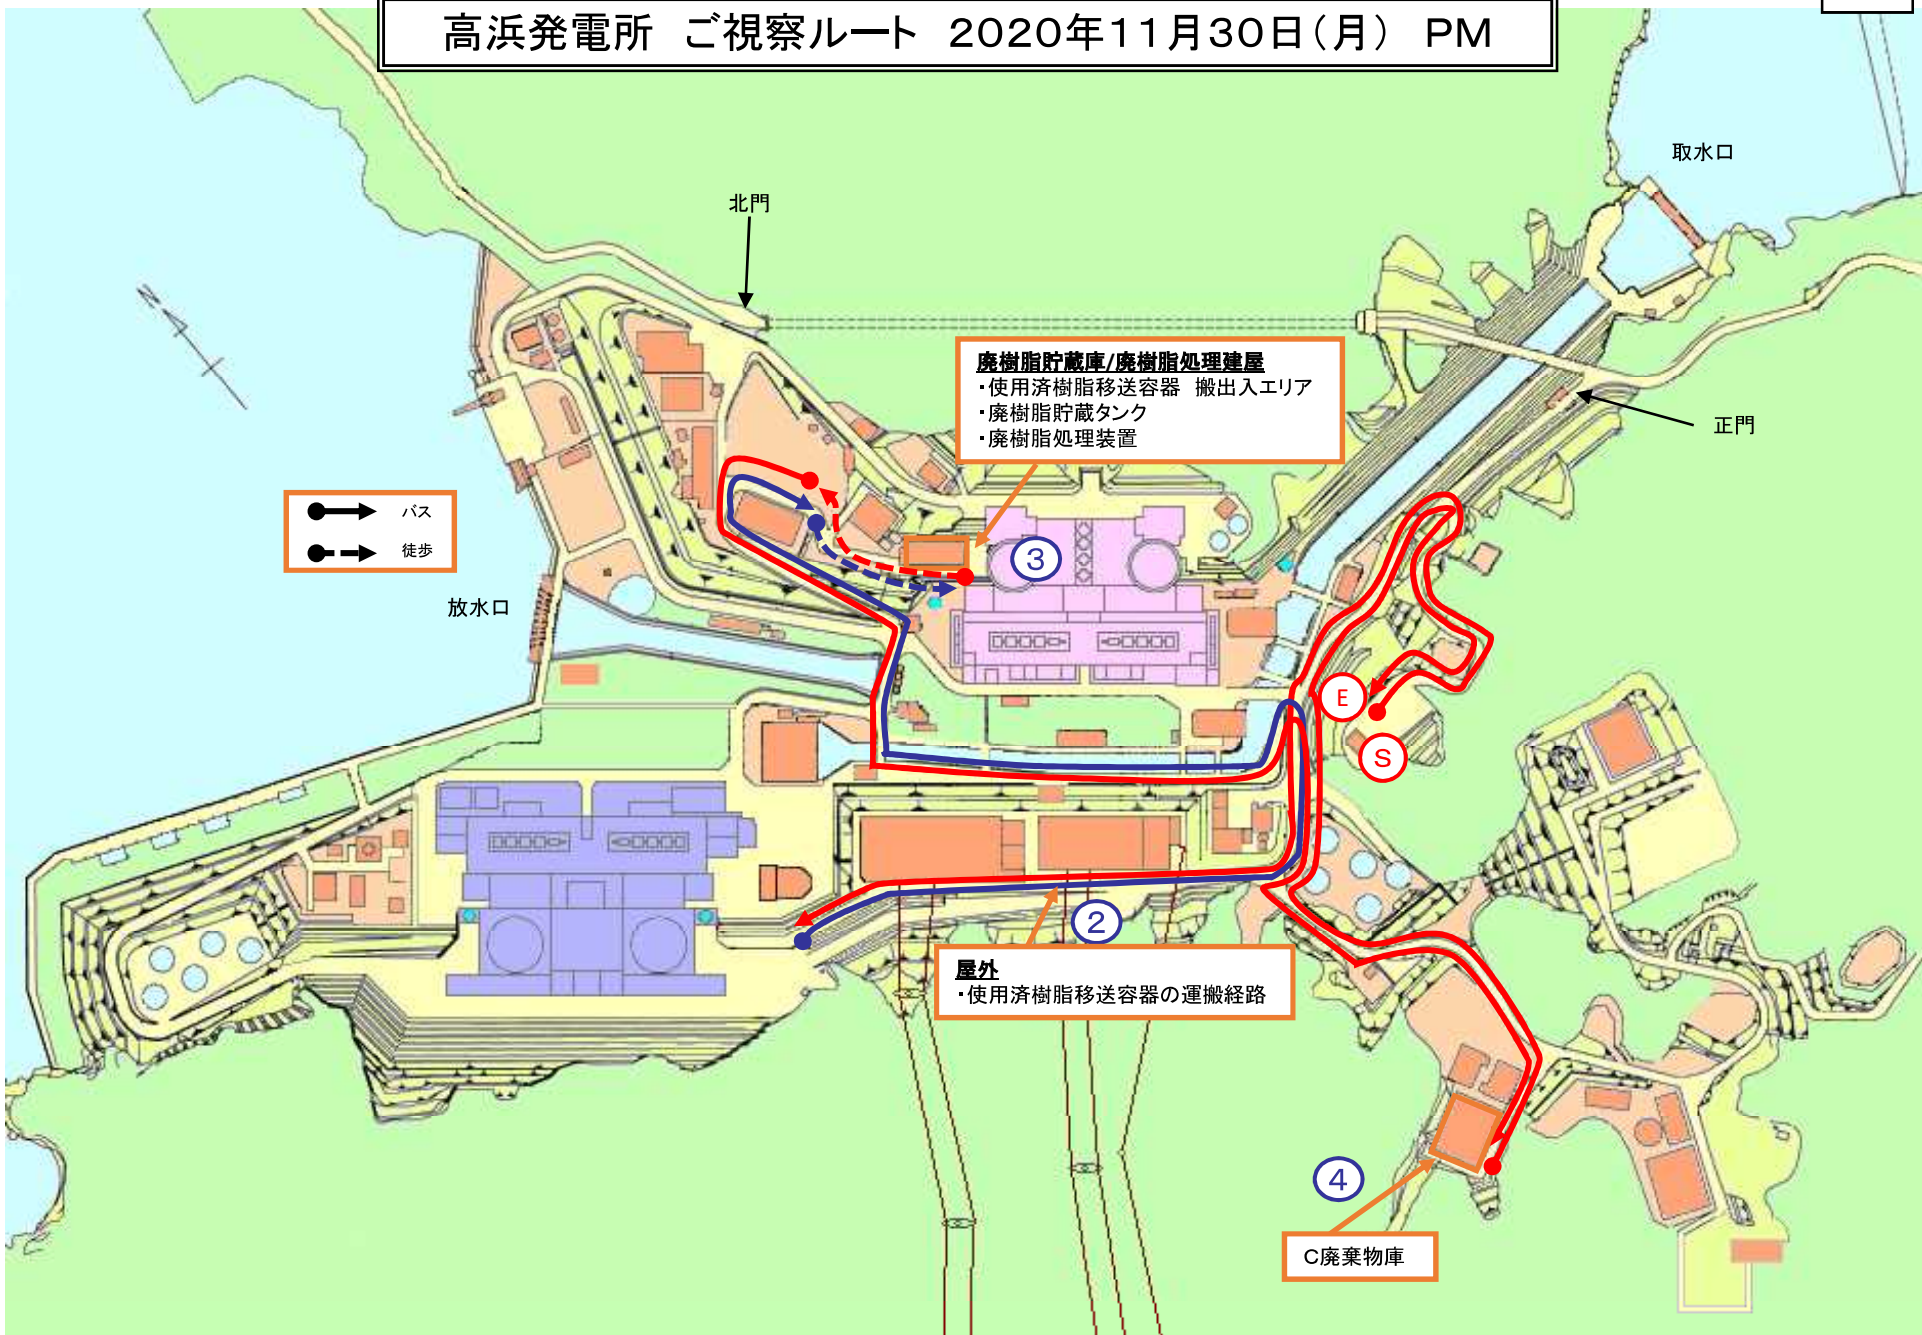 高浜発電所 ご視察ルート 2020年11月30日(月) PM
取水口
北門
廃樹脂貯蔵庫/廃樹脂処理建屋
・使用済樹脂移送容器 搬出入エリア
・廃樹脂貯蔵タンク
・廃樹脂処理装置
正門
バス
徒歩
③
放水口
E
S
②
屋外
・使用済樹脂移送容器の運搬経路
④
C廃棄物庫
N